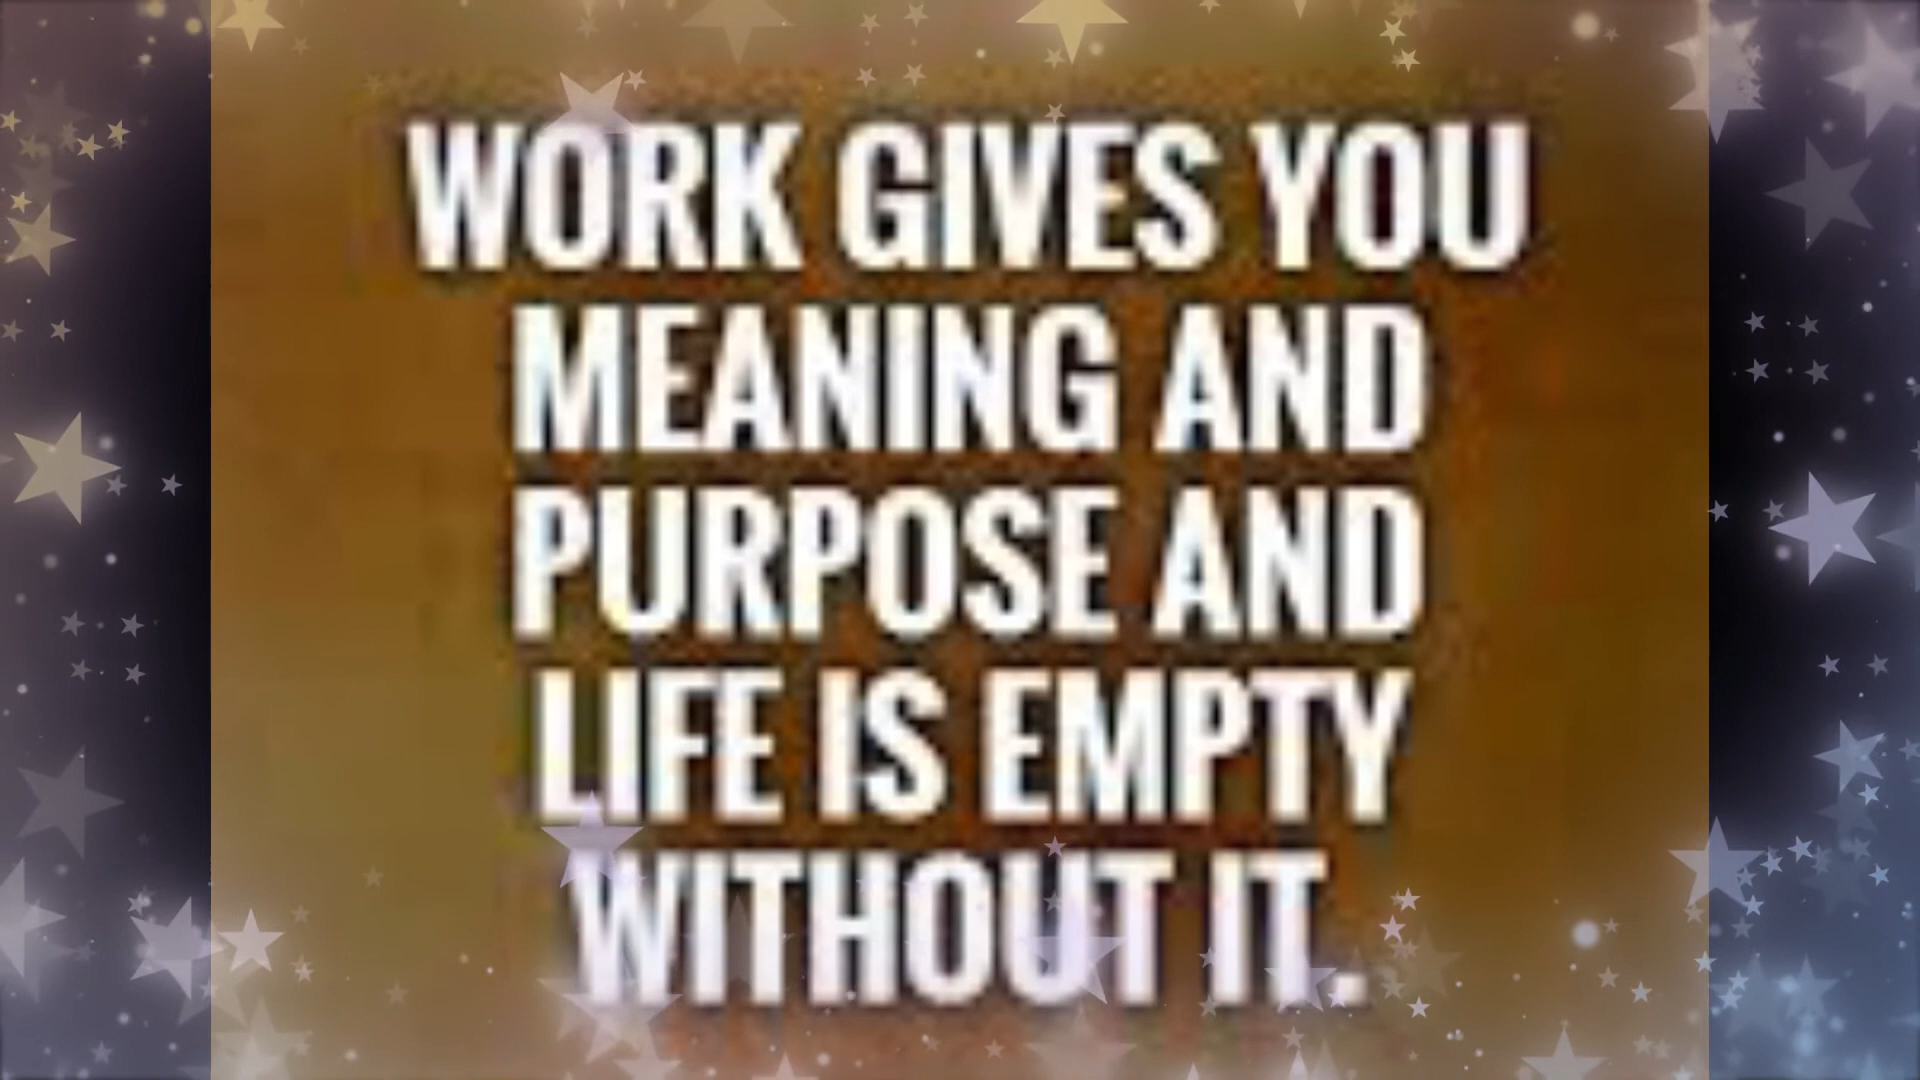 WORK GIVES YOU
MEANING AND
PURPOSE AND
LIFE IS EMPTY
WITHOUT IT.